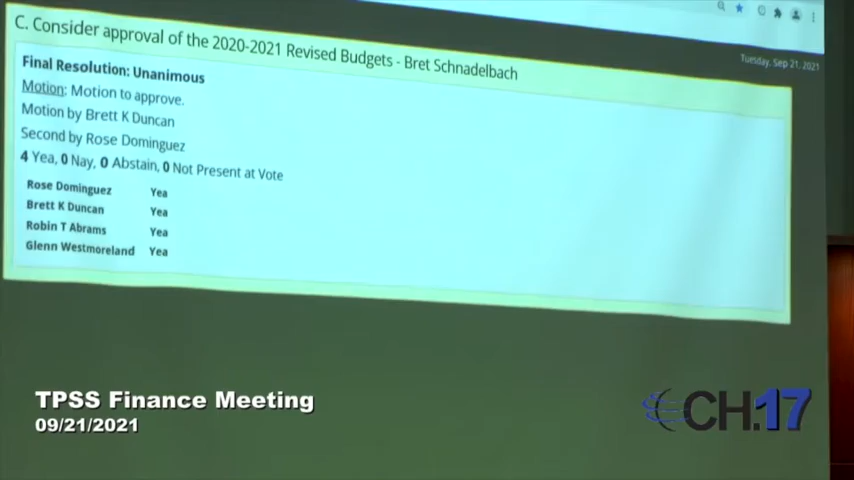 C. Consider approval of the 2020-2021 Revised Budgets - Bret Schnadelbach
Tuesday, Sep 21, 2021
Final Resolution: Unanimous
Motion: Motion to approve.
Motion by Brett K Duncan
Second by Rose Dominguez
4 Yea, 0 Nay, 0 Abstain, 0 Not Present at Vote
Rose Dominguez Yea
Brett K Duncan Yea
Robin T Abrams Yea
Glenn Westmoreland Yea
TPSS Finance Meeting
09/21/2021
CH.17